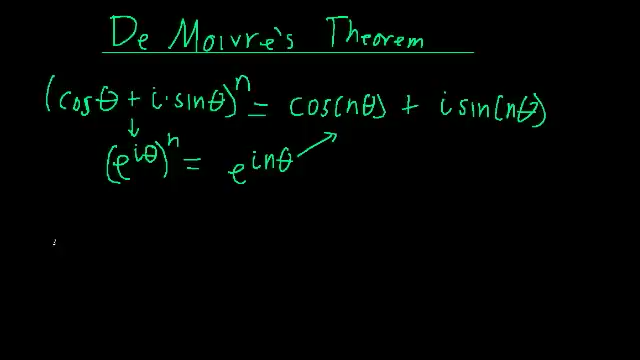 De Moivre's Theorem
(cosθ + i·sinθ)^n = cos(nθ) + i sin(nθ)
(e^iθ)^n = e^inθ